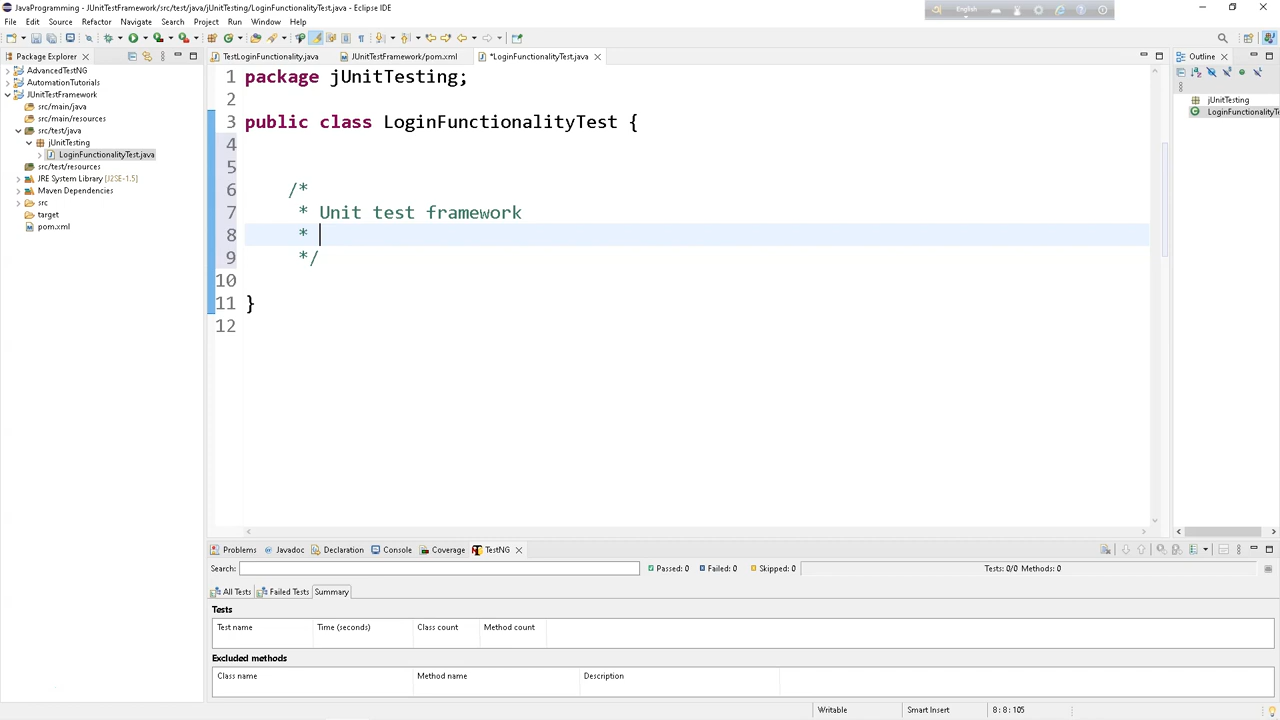 JavaProgramming - JUnitTestFramework/src/test/java/jUnitTesting/LoginFunctionalityTest.java - Eclipse IDE
English
File Edit Source Refactor Navigate Search Project Run Window Help
Package Explorer
TestLoginFunctionality.java
JUnitTestFramework/pom.xml
*LoginFunctionalityTest.java
Outline
AdvancedTestNG
AutomationTutorials
JUnitTestFramework
src/main/java
src/main/resources
src/test/java
jUnitTesting
LoginFunctionalityTest.java
src/test/resources
JRE System Library [J2SE-1.5]
Maven Dependencies
src
target
pom.xml
1 package jUnitTesting;
2
3 public class LoginFunctionalityTest {
4
5
6 /*
7 * Unit test framework
8 *
9 */
10
11 }
12
jUnitTesting
LoginFunctionalityTe
Problems Javadoc Declaration Console Coverage TestNG
Search: Passed: 0 Failed: 0 Skipped: 0 Tests: 0/0 Methods: 0
All Tests Failed Tests Summary
Tests
Test name Time (seconds) Class count Method count
Excluded methods
Class name Method name Description
Writable Smart Insert 8 : 8 : 105